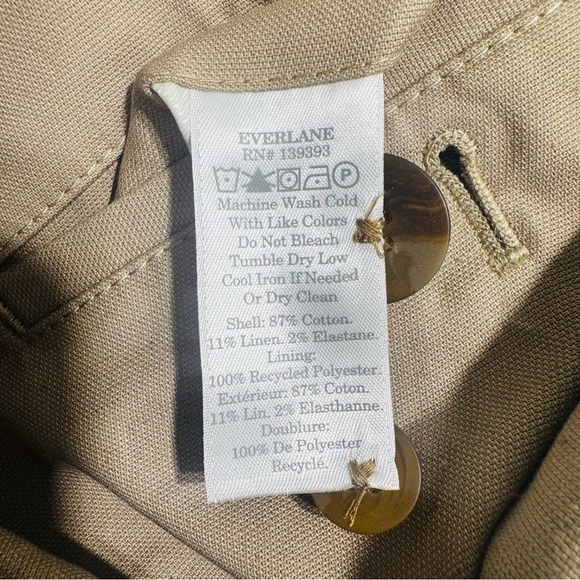 EVERLANE
RN# 139393
P
Machine Wash Cold
With Like Colors
Do Not Bleach
Tumble Dry Low
Cool Iron If Needed
Or Dry Clean
Shell: 87% Cotton.
11% Linen. 2% Elastane.
Lining:
100% Recycled Polyester.
Extérieur: 87% Coton.
11% Lin. 2% Elasthanne.
Doublure:
100% De Polyester
Recyclé.